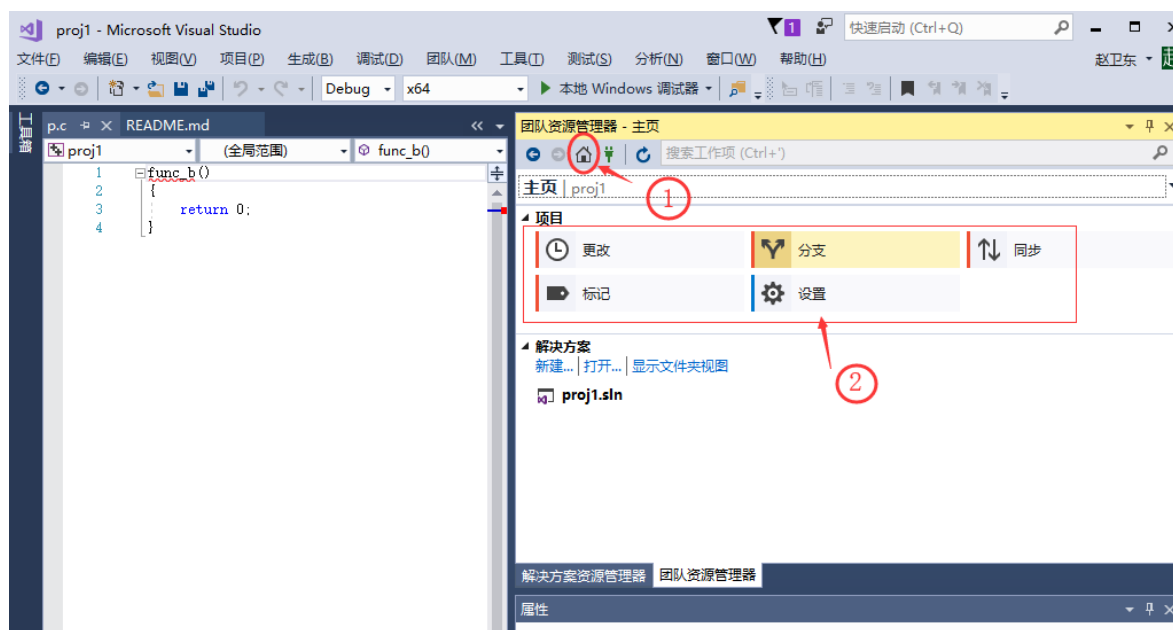 proj1 - Microsoft Visual Studio
1
快速启动 (Ctrl+Q)
文件(F) 编辑(E) 视图(V) 项目(P) 生成(B) 调试(D) 团队(M) 工具(T) 测试(S) 分析(N) 窗口(W) 帮助(H) 赵卫东
Debug x64 本地 Windows 调试器
工具箱
p.c README.md
proj1 (全局范围) func_b()
1 func_b()
2 {
3 return 0;
4 }
团队资源管理器 - 主页
搜索工作项 (Ctrl+')
主页 | proj1
1
项目
更改 分支 同步
标记 设置
解决方案
新建... | 打开... | 显示文件夹视图
2
proj1.sln
解决方案资源管理器 团队资源管理器
属性